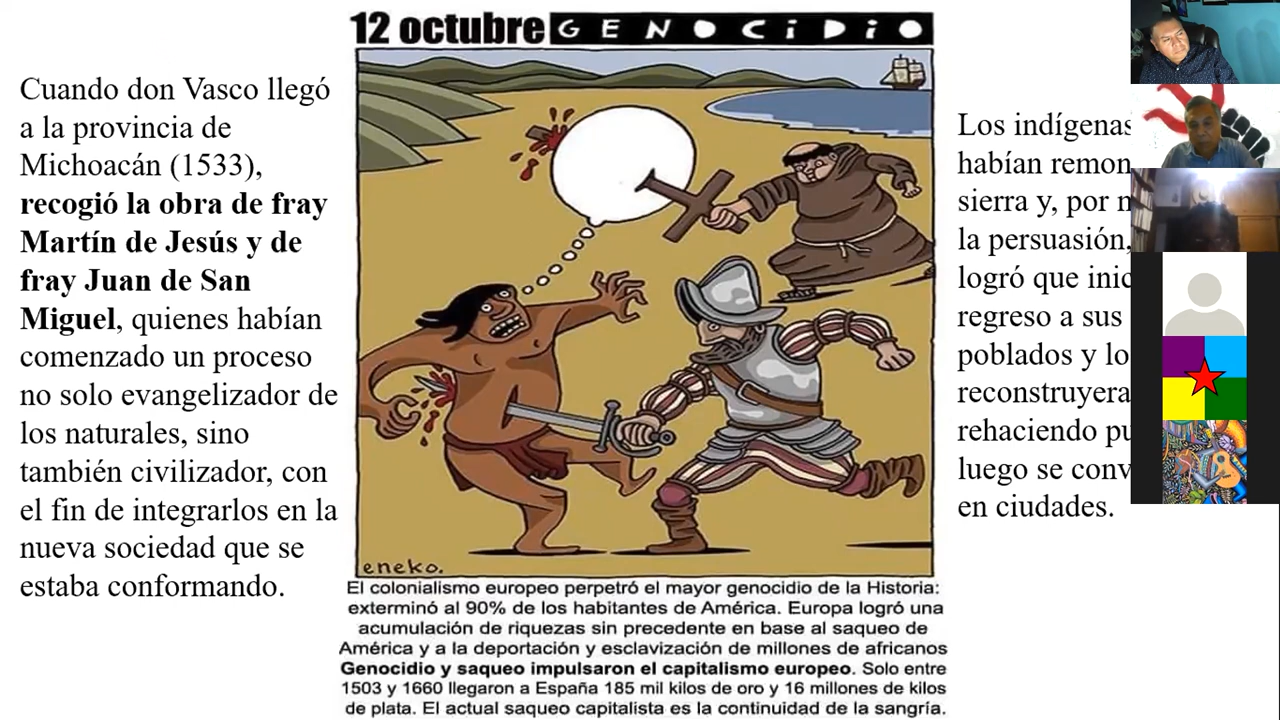 12 octubre GENOCIDIO
Cuando don Vasco llegó
a la provincia de
Michoacán (1533),
recogió la obra de fray
Martín de Jesús y de
fray Juan de San
Miguel, quienes habían
comenzado un proceso
no solo evangelizador de
los naturales, sino
también civilizador, con
el fin de integrarlos en la
nueva sociedad que se
estaba conformando.
eneko.
El colonialismo europeo perpetró el mayor genocidio de la Historia:
exterminó al 90% de los habitantes de América. Europa logró una
acumulación de riquezas sin precedente en base al saqueo de
América y a la deportación y esclavización de millones de africanos
Genocidio y saqueo impulsaron el capitalismo europeo. Solo entre
1503 y 1660 llegaron a España 185 mil kilos de oro y 16 millones de kilos
de plata. El actual saqueo capitalista es la continuidad de la sangría.
Los indígenas
habían
sierra y, por
la persuasión,
logró que
regreso a sus
poblados y
rehaciendo
luego se
en ciudades.